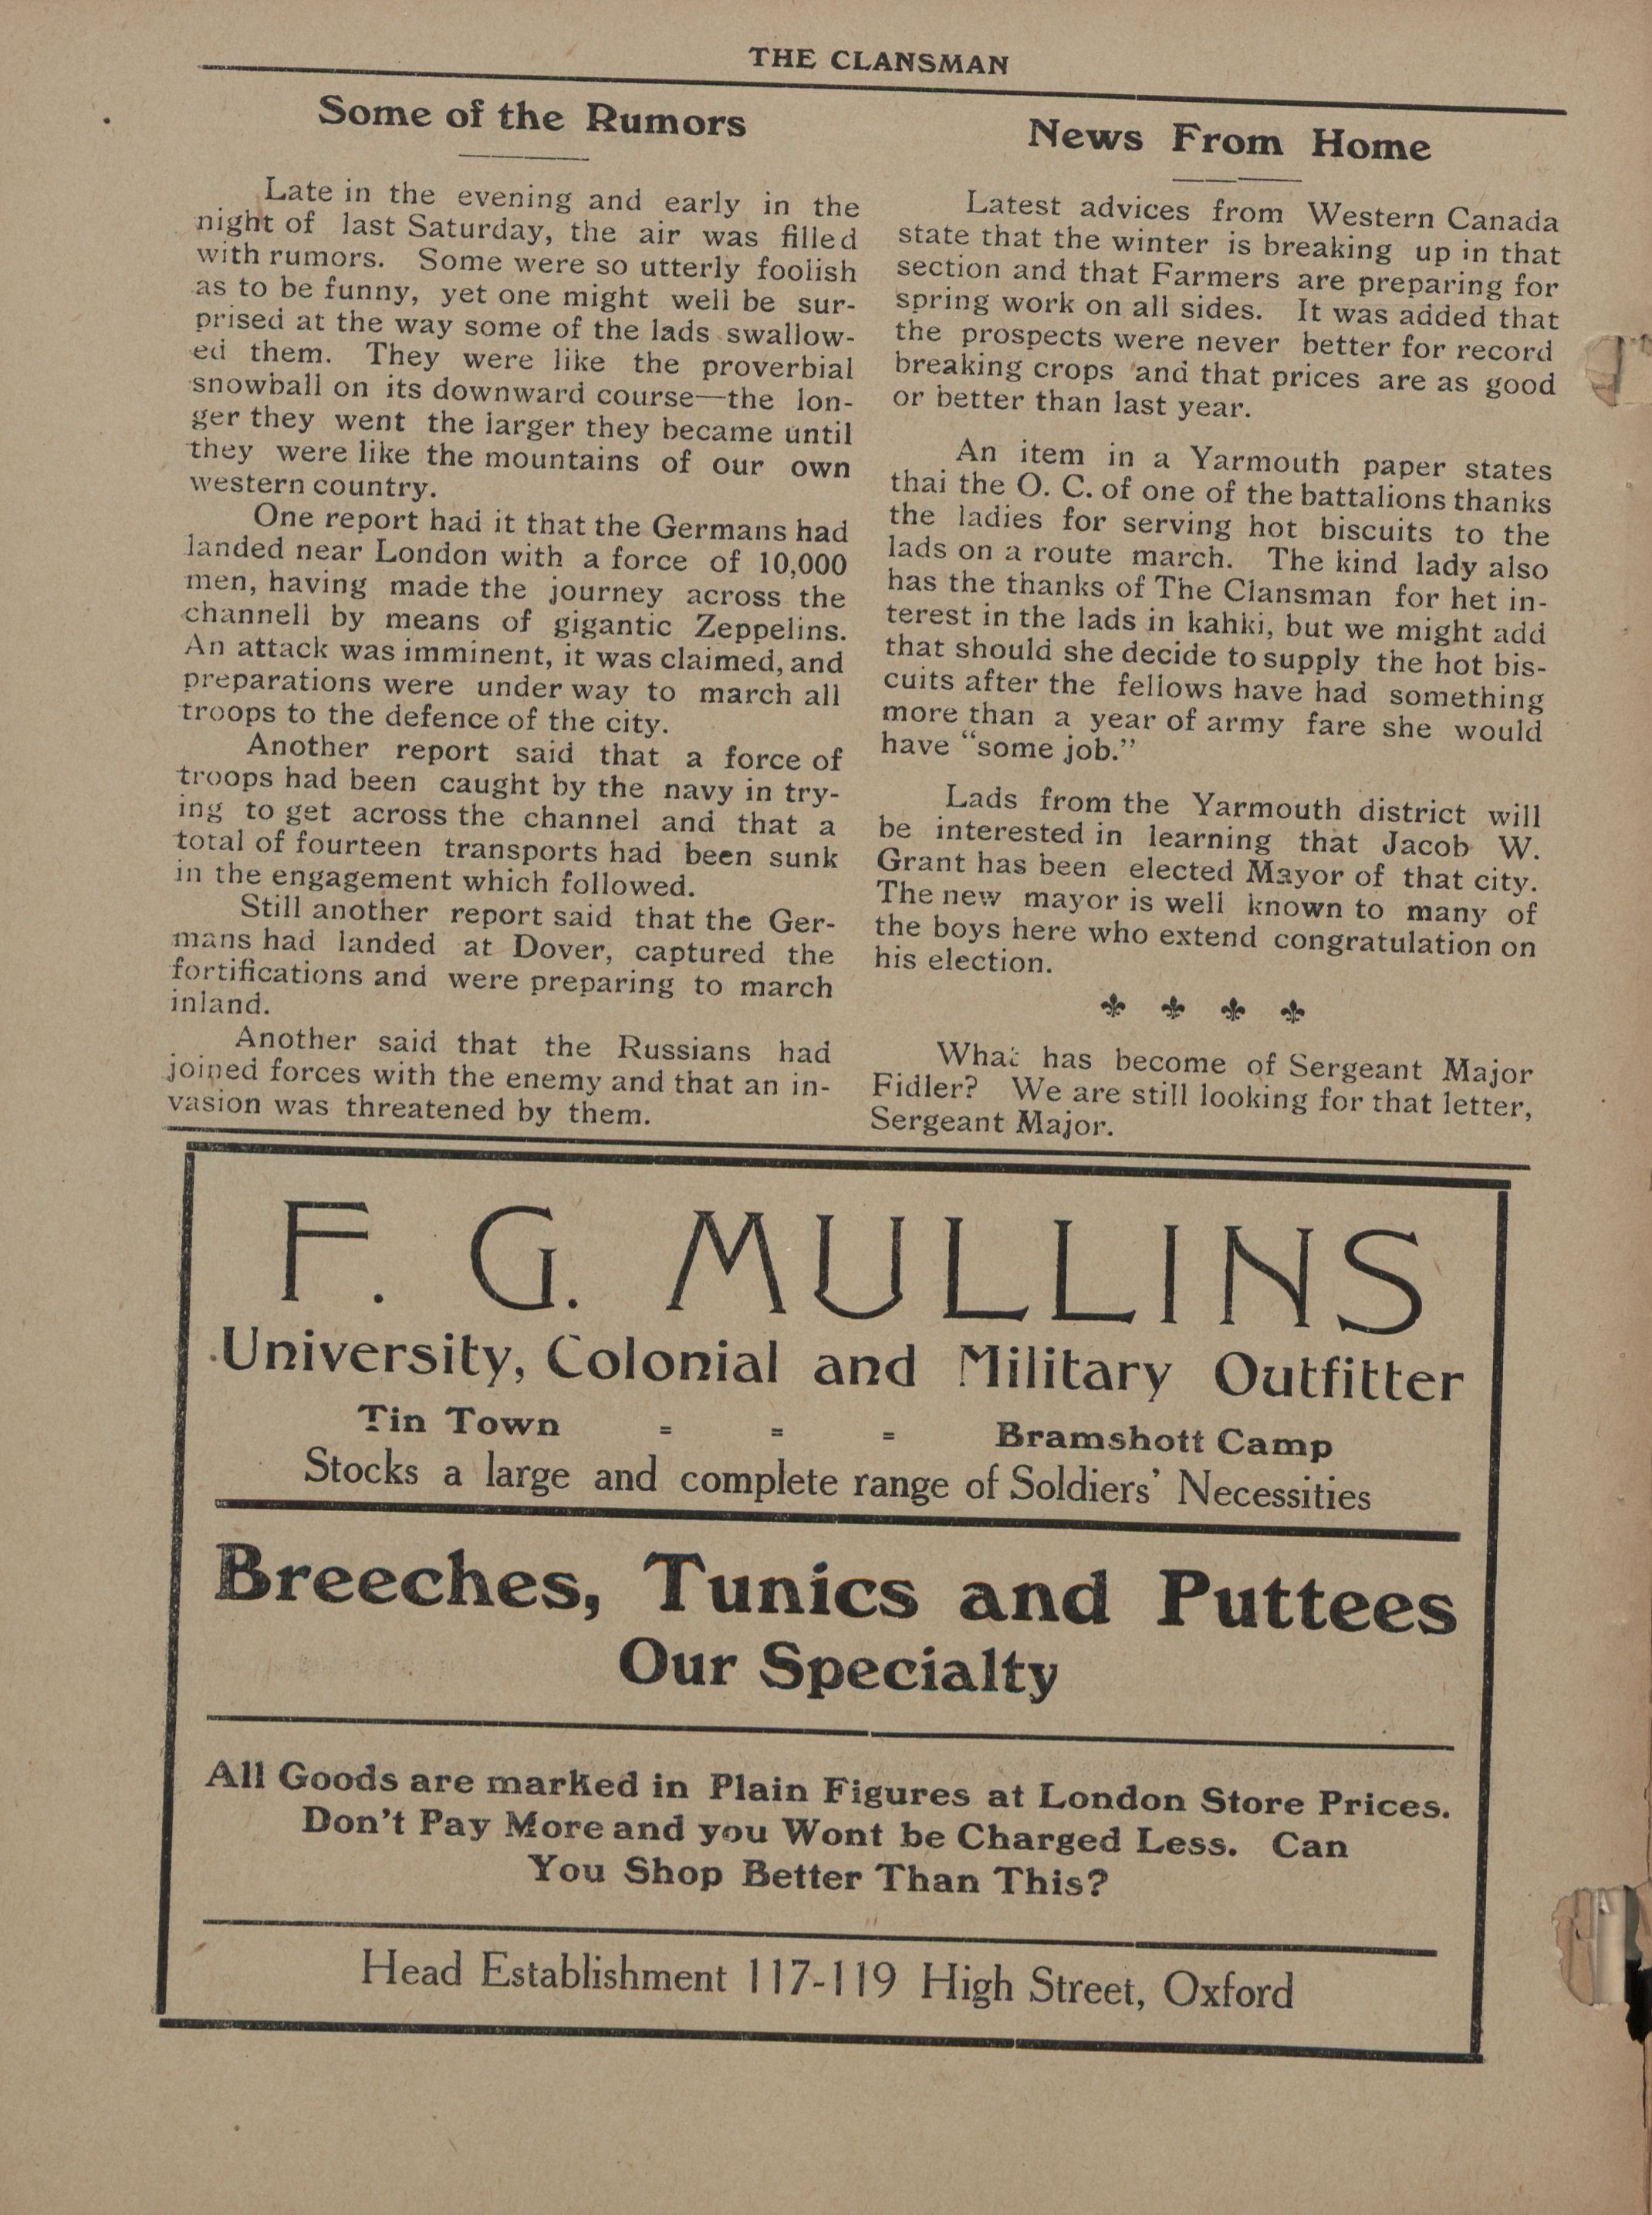 THE CLANSMAN
Some of the Rumors
Late in the evening and early in the
night of last Saturday, the air was filled
with rumors. Some were so utterly foolish
as to be funny, yet one might well be sur-
prised at the way some of the lads swallow-
ed them. They were like the proverbial
snowball on its downward course—the lon-
ger they went the larger they became until
they were like the mountains of our own
western country.
One report had it that the Germans had
landed near London with a force of 10,000
men, having made the journey across the
channell by means of gigantic Zeppelins.
An attack was imminent, it was claimed, and
preparations were under way to march all
troops to the defence of the city.
Another report said that a force of
troops had been caught by the navy in try-
ing to get across the channel and that a
total of fourteen transports had been sunk
in the engagement which followed.
Still another report said that the Ger-
mans had landed at Dover, captured the
fortifications and were preparing to march
inland.
Another said that the Russians had
joined forces with the enemy and that an in-
vasion was threatened by them.
News From Home
Latest advices from Western Canada
state that the winter is breaking up in that
section and that Farmers are preparing for
spring work on all sides. It was added that
the prospects were never better for record
breaking crops and that prices are as good
or better than last year.
An item in a Yarmouth paper states
thai the O. C. of one of the battalions thanks
the ladies for serving hot biscuits to the
lads on a route march. The kind lady also
has the thanks of The Clansman for het in-
terest in the lads in kahki, but we might add
that should she decide to supply the hot bis-
cuits after the fellows have had something
more than a year of army fare she would
have “some job.”
Lads from the Yarmouth district will
be interested in learning that Jacob W.
Grant has been elected Mayor of that city.
The new mayor is well known to many of
the boys here who extend congratulation on
his election.
What has become of Sergeant Major
Fidler? We are still looking for that letter,
Sergeant Major.
F. G. MULLINS
University, Colonial and Military Outfitter
Tin Town = = = Bramshott Camp
Stocks a large and complete range of Soldiers’ Necessities
Breeches, Tunics and Puttees
Our Specialty
All Goods are marked in Plain Figures at London Store Prices.
Don’t Pay More and you Wont be Charged Less. Can
You Shop Better Than This?
Head Establishment 117-119 High Street, Oxford